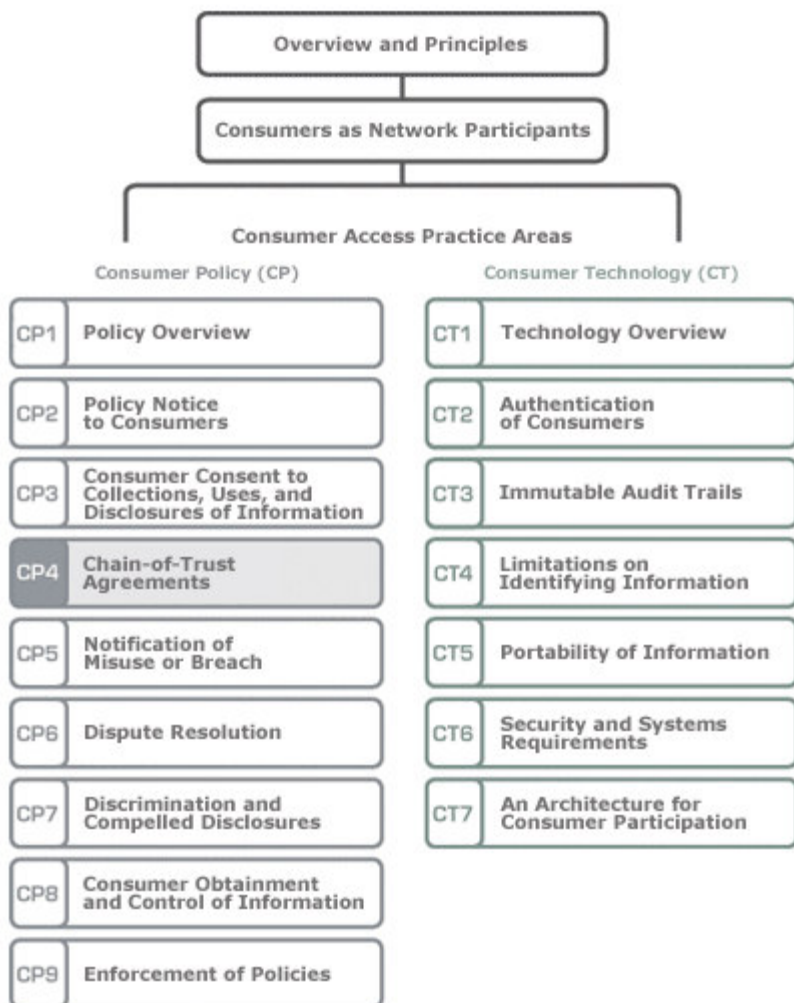 Overview and Principles
Consumers as Network Participants
Consumer Access Practice Areas
Consumer Policy (CP)
CP1 Policy Overview
CP2 Policy Notice
to Consumers
CP3 Consumer Consent to
Collections, Uses, and
Disclosures of Information
CP4 Chain-of-Trust
Agreements
CP5 Notification of
Misuse or Breach
CP6 Dispute Resolution
CP7 Discrimination and
Compelled Disclosures
CP8 Consumer Obtainment
and Control of Information
CP9 Enforcement of Policies
Consumer Technology (CT)
CT1 Technology Overview
CT2 Authentication
of Consumers
CT3 Immutable Audit Trails
CT4 Limitations on
Identifying Information
CT5 Portability of Information
CT6 Security and Systems
Requirements
CT7 An Architecture for
Consumer Participation